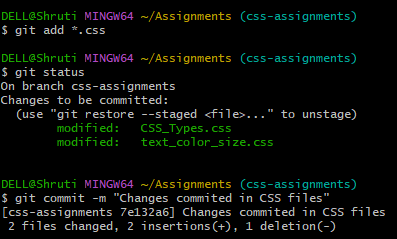 DELL@Shruti MINGW64 ~/Assignments (css-assignments)
$ git add *.css
DELL@Shruti MINGW64 ~/Assignments (css-assignments)
$ git status
On branch css-assignments
Changes to be committed:
  (use "git restore --staged <file>..." to unstage)
        modified:   CSS_Types.css
        modified:   text_color_size.css
DELL@Shruti MINGW64 ~/Assignments (css-assignments)
$ git commit -m "Changes commited in CSS files"
[css-assignments 7e132a6] Changes commited in CSS files
 2 files changed, 2 insertions(+), 1 deletion(-)